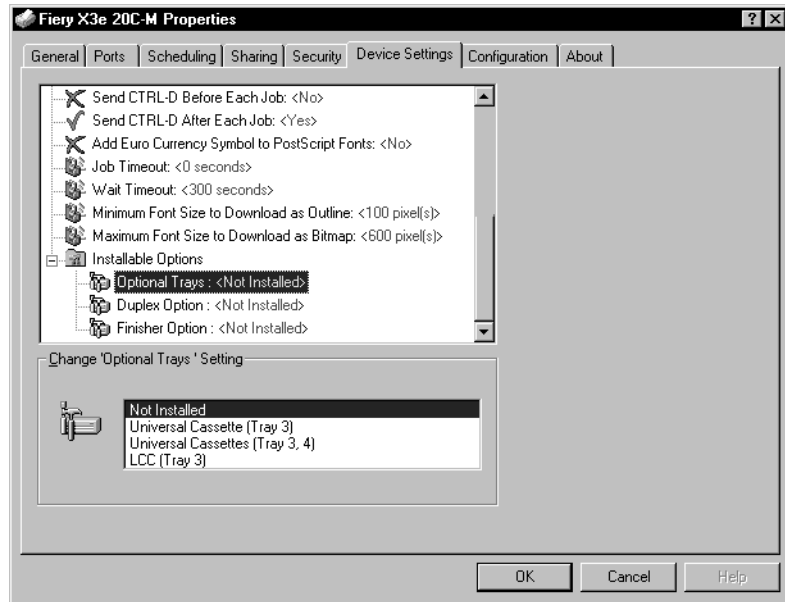 Fiery X3e 20C-M Properties
General Ports Scheduling Sharing Security Device Settings Configuration About
Send CTRL-D Before Each Job: <No>
Send CTRL-D After Each Job: <Yes>
Add Euro Currency Symbol to PostScript Fonts: <No>
Job Timeout: <0 seconds>
Wait Timeout: <300 seconds>
Minimum Font Size to Download as Outline: <100 pixel(s)>
Maximum Font Size to Download as Bitmap: <600 pixel(s)>
Installable Options
Optional Trays : <Not Installed>
Duplex Option : <Not Installed>
Finisher Option : <Not Installed>
Change 'Optional Trays ' Setting
Not Installed
Universal Cassette (Tray 3)
Universal Cassettes (Tray 3, 4)
LCC (Tray 3)
OK Cancel Help